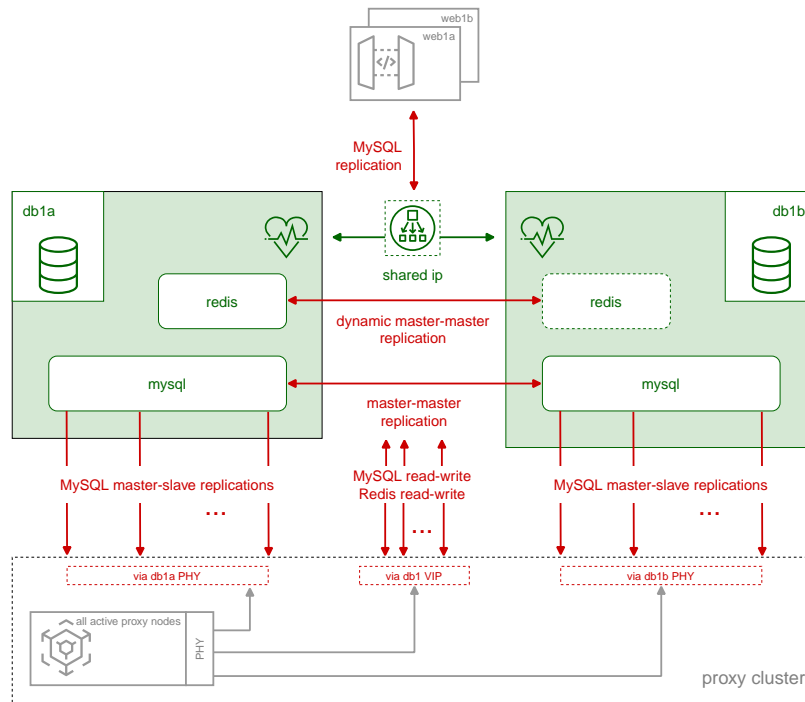 web1b
web1a
</>
MySQL
replication
db1a
db1b
shared ip
redis
redis
dynamic master-master
replication
mysql
mysql
master-master
replication
MySQL master-slave replications
...
MySQL read-write
Redis read-write
...
MySQL master-slave replications
...
via db1a PHY
via db1 VIP
via db1b PHY
all active proxy nodes
PHY
proxy cluster